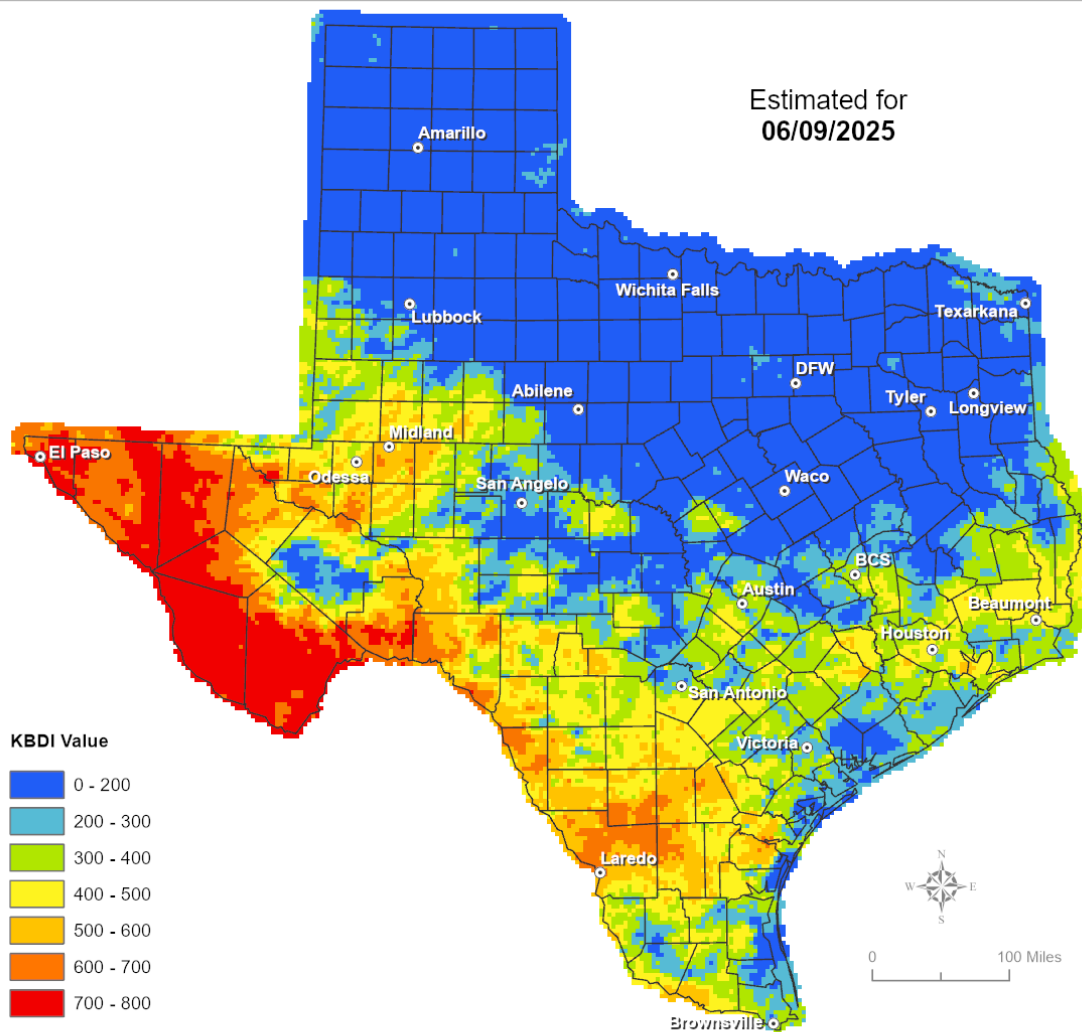 Estimated for
06/09/2025
Amarillo
Wichita Falls
Lubbock
Texarkana
DFW
Abilene
Tyler
Longview
Midland
El Paso
Odessa
San Angelo
Waco
BCS
Austin
Beaumont
Houston
San Antonio
Victoria
Laredo
Brownsville
KBDI Value
0 - 200
200 - 300
300 - 400
400 - 500
500 - 600
600 - 700
700 - 800
N
W E
S
0 100 Miles